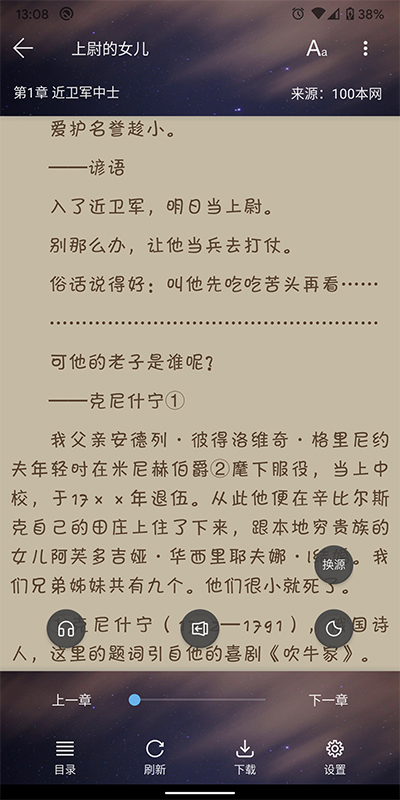 13:08
38%
上尉的女儿
Aa
第1章 近卫军中士
来源：100本网
爱护名誉趁小。
——谚语
入了近卫军，明日当上尉。
别那么办，让他当兵去打仗。
俗话说得好：叫他先吃吃苦头再看……
………………………………………………
可他的老子是谁呢？
——克尼什宁①
我父亲安德列·彼得洛维奇·格里尼约
夫年轻时在米尼赫伯爵②麾下服役，当上中
校，于17××年退伍。从此他便在辛比尔斯
克自己的田庄上住了下来，跟本地穷贵族的
女儿阿芙多吉娅·华西里耶夫娜·
我
们兄弟姊妹共有九个。他们很小就死了。
换源
克尼什宁（
—1791），
国诗
人，这里的题词引自他的喜剧《吹牛家》。
上一章
下一章
目录
刷新
下载
设置